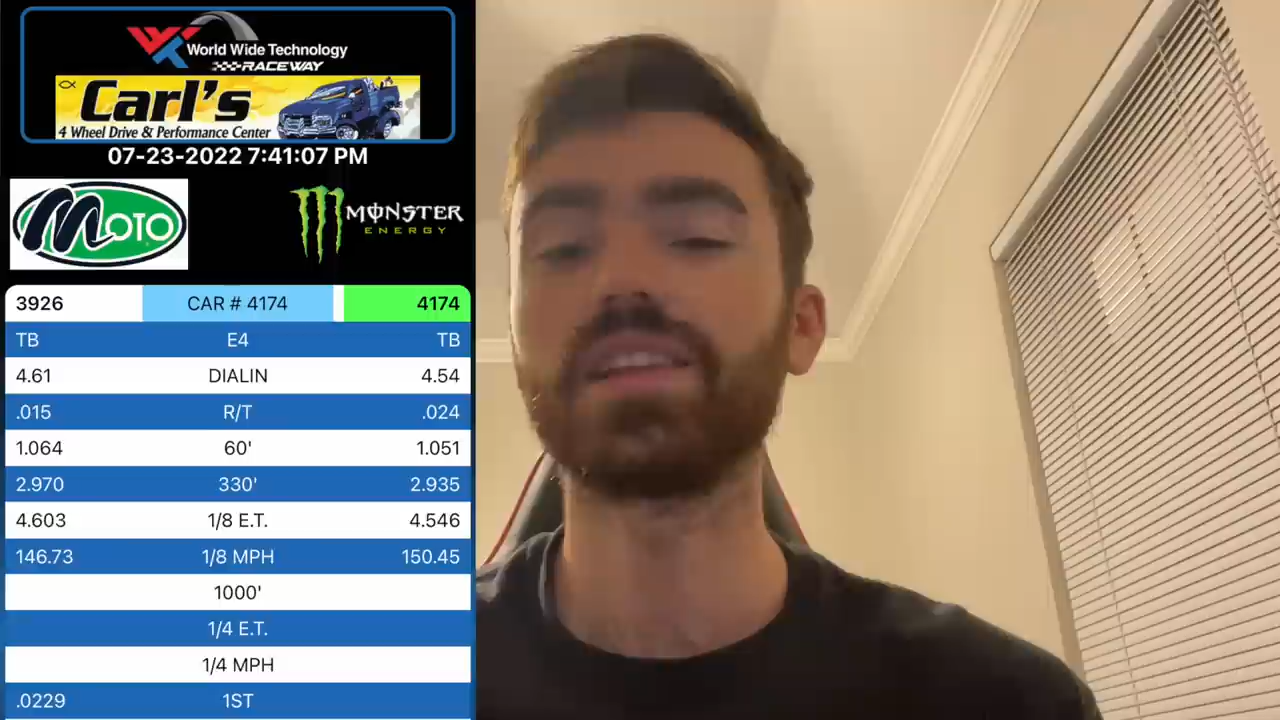 World Wide Technology
RACEWAY
Carl's
4 Wheel Drive & Performance Center
07-23-2022 7:41:07 PM
MOTO
MONSTER
ENERGY
3926 CAR # 4174 4174
TB E4 TB
4.61 DIALIN 4.54
.015 R/T .024
1.064 60' 1.051
2.970 330' 2.935
4.603 1/8 E.T. 4.546
146.73 1/8 MPH 150.45
1000'
1/4 E.T.
1/4 MPH
.0229 1ST